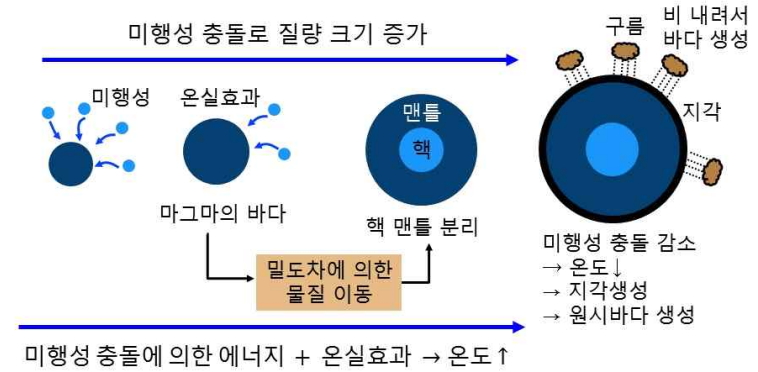 미행성 충돌로 질량 크기 증가
구름
비 내려서
바다 생성
미행성
온실효과
맨틀
핵
지각
마그마의 바다
핵 맨틀 분리
밀도차에 의한
물질 이동
미행성 충돌 감소
→ 온도↓
→ 지각생성
→ 원시바다 생성
미행성 충돌에 의한 에너지 + 온실효과 → 온도↑